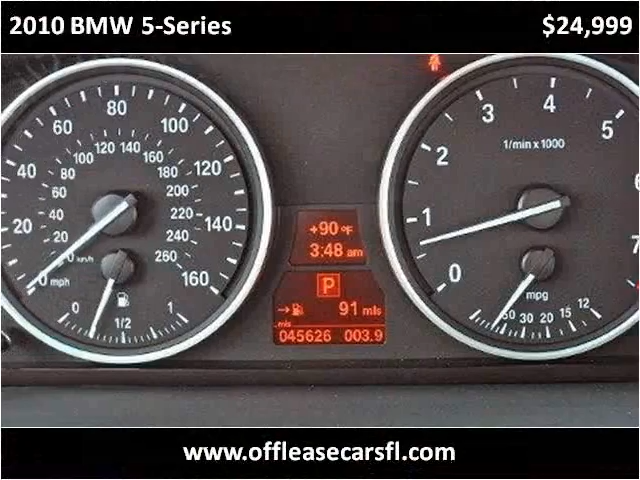 2010 BMW 5-Series $24,999
0 20 40 60 80 100 120 140 160
mph
20 40 60 80 100 120 140 160 180 200 220 240 260
0 km/h
0 1/2 1
+90 °F
3:48 am
P
91 mls
mls
045626 003.9
0 1 2 3 4 5 6 7
1/min x 1000
mpg
50 30 20 15 12
www.offleasecarsfl.com